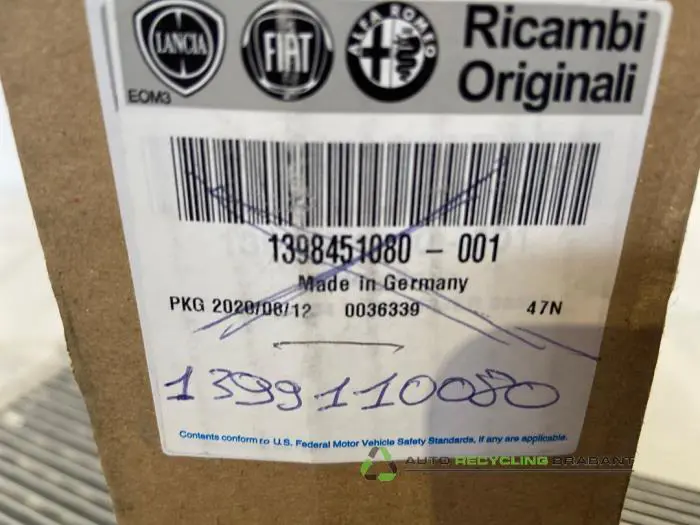 LANCIA FIAT ALFA ROMEO Ricambi
Originali
EOM3
1398451080 - 001
Made in Germany
PKG 2020/08/12 0036339 47N
1399110080
Contents conform to U.S. Federal Motor Vehicle Safety Standards, if any are applicable.
AUTO RECYCLING BRABANT